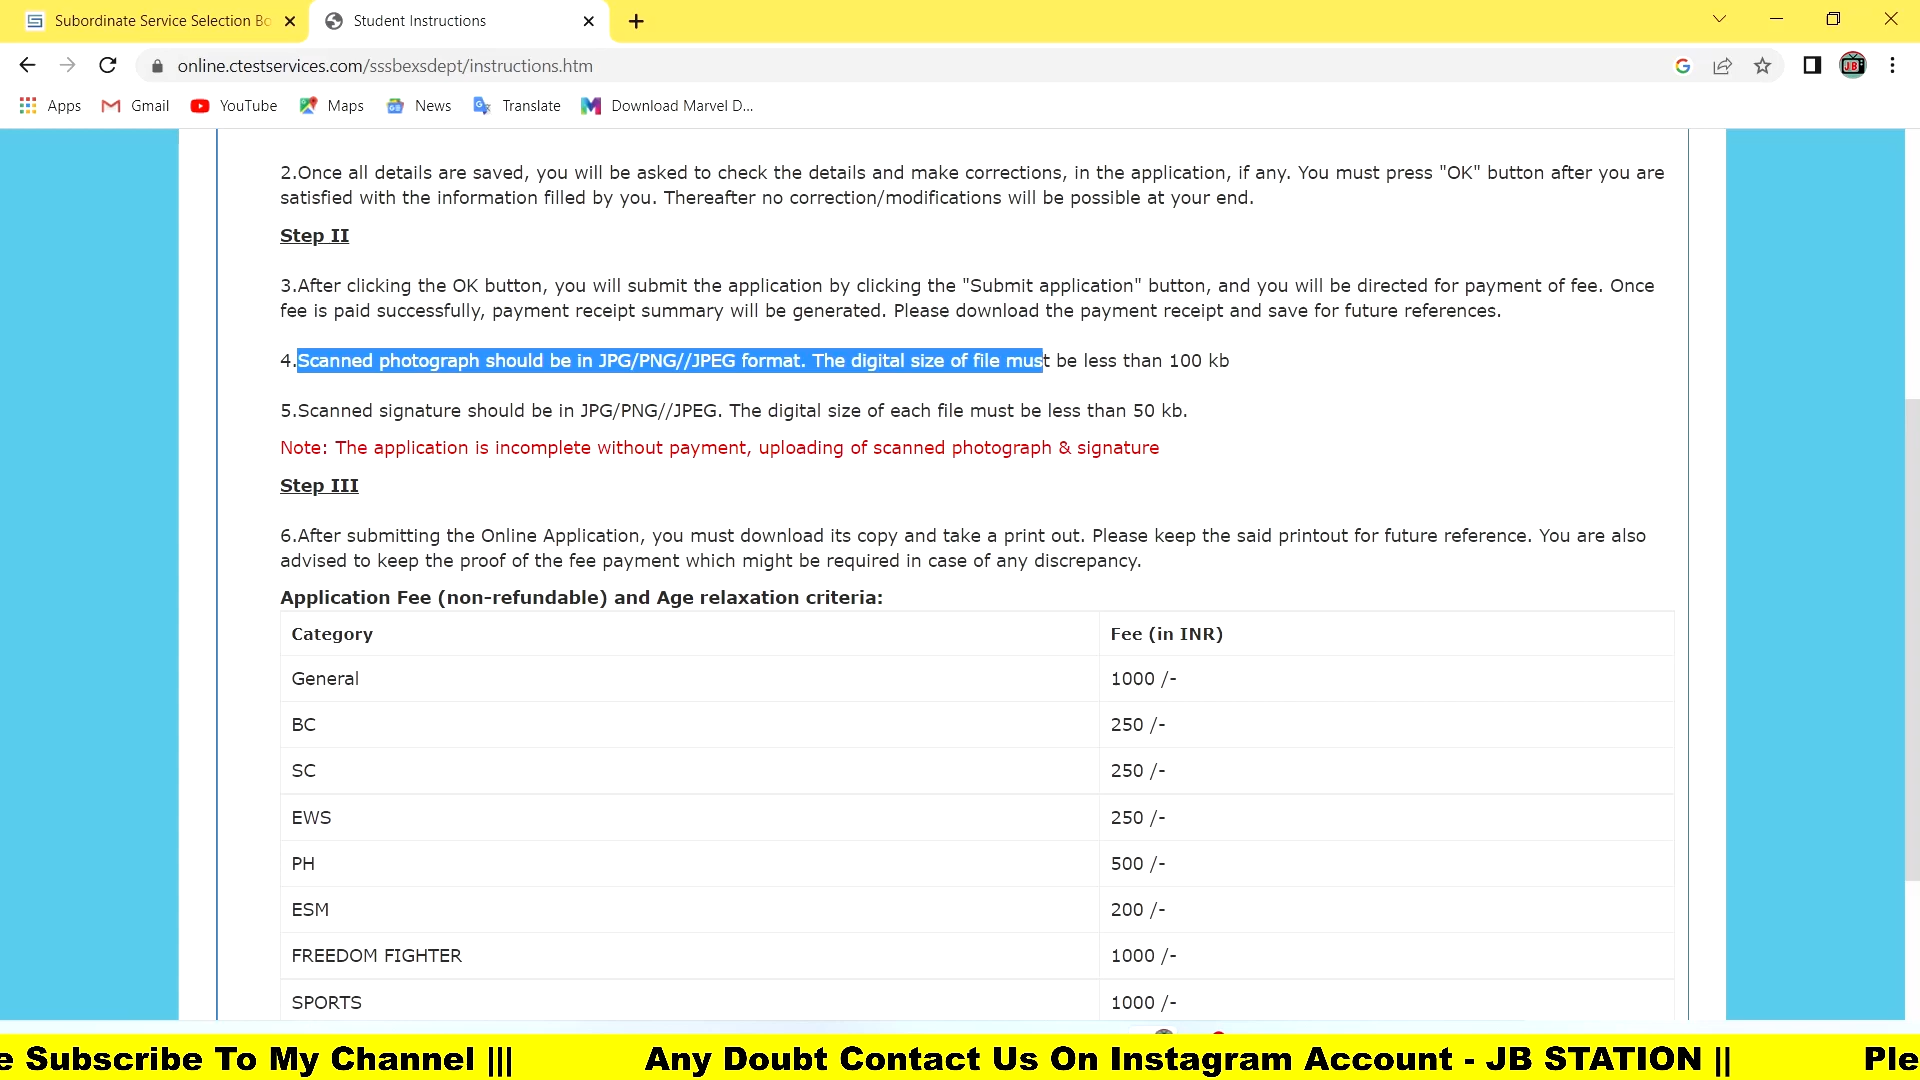 Subordinate Service Selection Bo
Student Instructions
online.ctestservices.com/sssbexsdept/instructions.htm
Apps
Gmail
YouTube
Maps
News
Translate
Download Marvel D...
2.Once all details are saved, you will be asked to check the details and make corrections, in the application, if any. You must press "OK" button after you are
satisfied with the information filled by you. Thereafter no correction/modifications will be possible at your end.
Step II
3.After clicking the OK button, you will submit the application by clicking the "Submit application" button, and you will be directed for payment of fee. Once
fee is paid successfully, payment receipt summary will be generated. Please download the payment receipt and save for future references.
4.Scanned photograph should be in JPG/PNG//JPEG format. The digital size of file must be less than 100 kb
5.Scanned signature should be in JPG/PNG//JPEG. The digital size of each file must be less than 50 kb.
Note: The application is incomplete without payment, uploading of scanned photograph & signature
Step III
6.After submitting the Online Application, you must download its copy and take a print out. Please keep the said printout for future reference. You are also
advised to keep the proof of the fee payment which might be required in case of any discrepancy.
Application Fee (non-refundable) and Age relaxation criteria:
Category Fee (in INR)
General 1000 /-
BC 250 /-
SC 250 /-
EWS 250 /-
PH 500 /-
ESM 200 /-
FREEDOM FIGHTER 1000 /-
SPORTS 1000 /-
e Subscribe To My Channel ||| Any Doubt Contact Us On Instagram Account - JB STATION || Ple